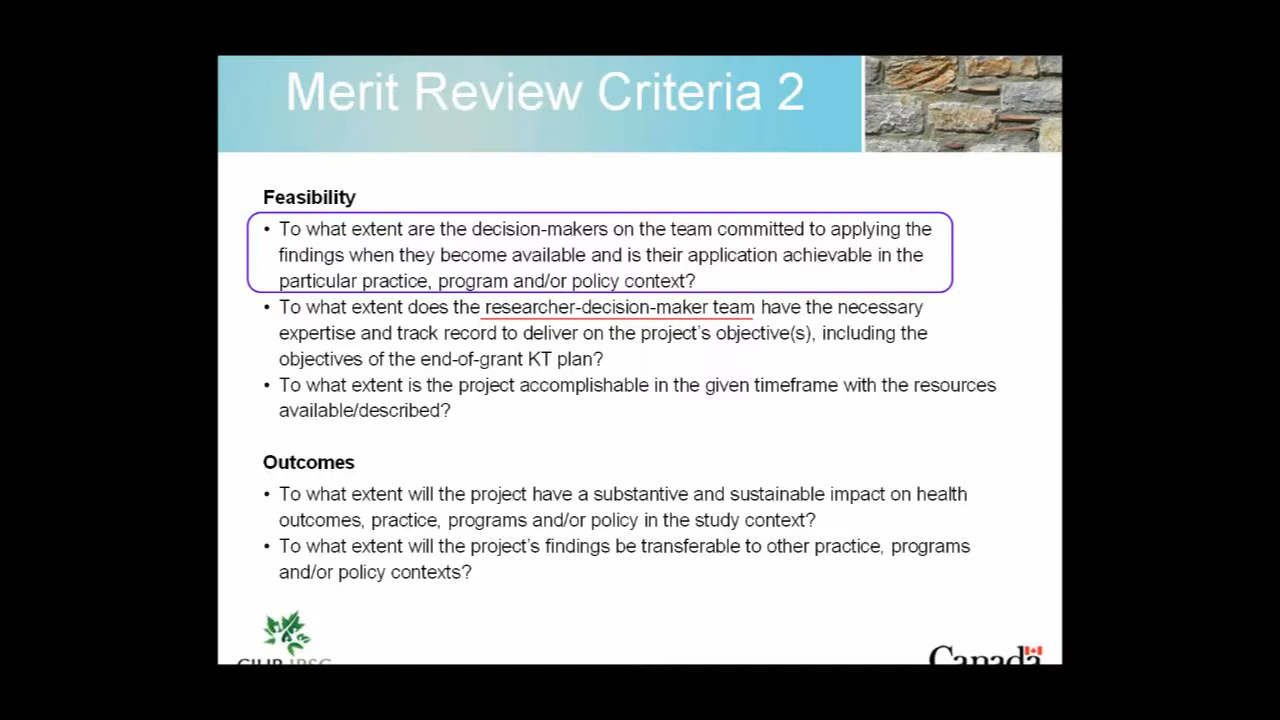 Merit Review Criteria 2
Feasibility
• To what extent are the decision-makers on the team committed to applying the
findings when they become available and is their application achievable in the
particular practice, program and/or policy context?
• To what extent does the researcher-decision-maker team have the necessary
expertise and track record to deliver on the project's objective(s), including the
objectives of the end-of-grant KT plan?
• To what extent is the project accomplishable in the given timeframe with the resources
available/described?
Outcomes
• To what extent will the project have a substantive and sustainable impact on health
outcomes, practice, programs and/or policy in the study context?
• To what extent will the project's findings be transferable to other practice, programs
and/or policy contexts?
Canada